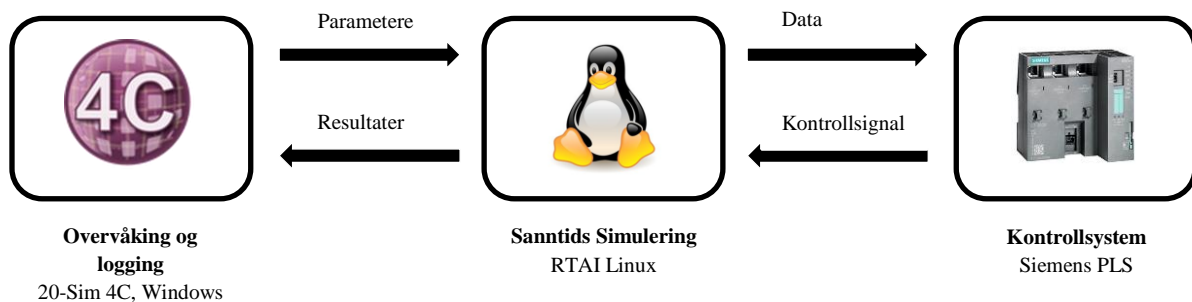 Parametere
Data
4C
SIEMENS
Resultater
Kontrollsignal
Overvåking og
logging
20-Sim 4C, Windows
Sanntids Simulering
RTAI Linux
Kontrollsystem
Siemens PLS